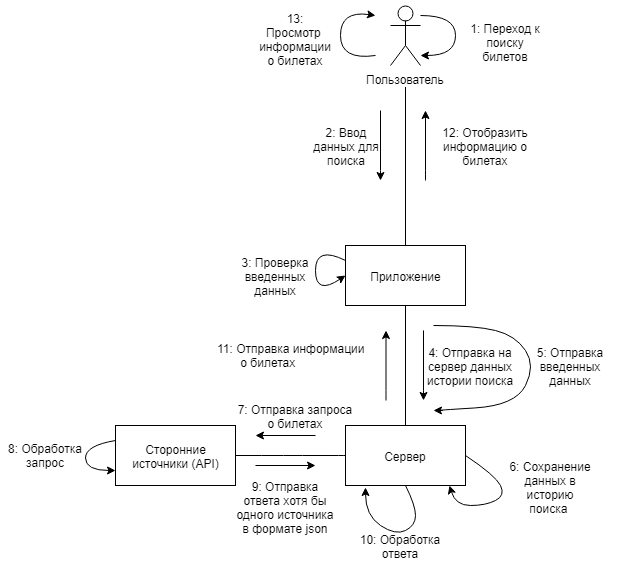 13:
Просмотр
информации
о билетах
1: Переход к
поиску
билетов
Пользователь
2: Ввод
данных для
поиска
12: Отобразить
информацию о
билетах
3: Проверка
введенных
данных
Приложение
11: Отправка информации
о билетах
4: Отправка на
сервер данных
истории поиска
5: Отправка
введенных
данных
7: Отправка запроса
о билетах
8: Обработка
запрос
Сторонние
источники (API)
Сервер
6: Сохранение
данных в
историю
поиска
9: Отправка
ответа хотя бы
одного источника
в формате json
10: Обработка
ответа